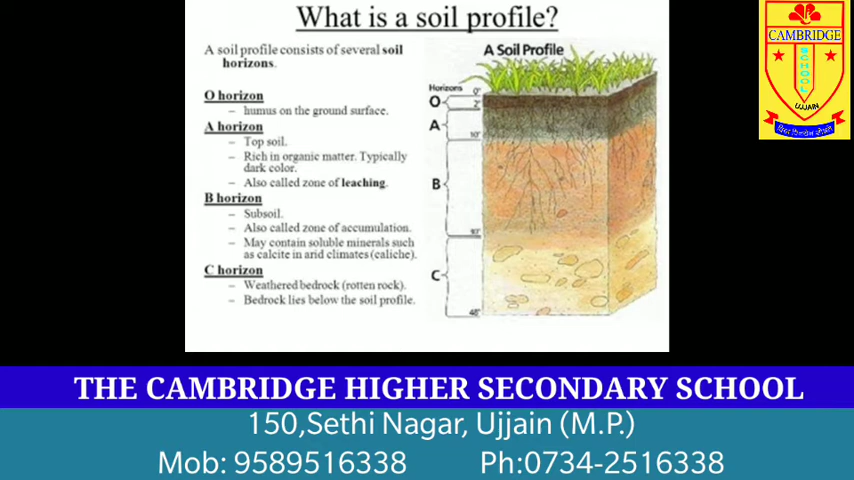 What is a soil profile?
A soil profile consists of several soil
horizons.
O horizon
– humus on the ground surface.
A horizon
– Top soil.
– Rich in organic matter. Typically
dark color.
– Also called zone of leaching.
B horizon
– Subsoil.
– Also called zone of accumulation.
– May contain soluble minerals such
as calcite in arid climates (caliche).
C horizon
– Weathered bedrock (rotten rock).
– Bedrock lies below the soil profile.
A Soil Profile
Horizons
0"
O
2"
A
10"
B
C
48"
CAMBRIDGE
SCHOOL
UJJAIN
THE CAMBRIDGE HIGHER SECONDARY SCHOOL
150,Sethi Nagar, Ujjain (M.P.)
Mob: 9589516338 Ph:0734-2516338